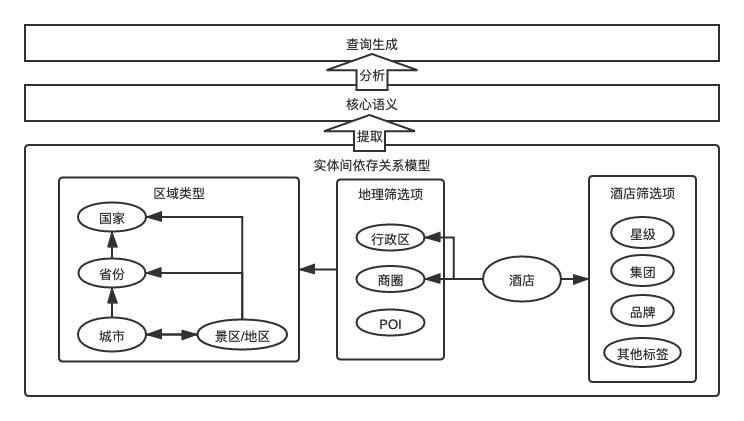 查询生成
分析
核心语义
提取
实体间依存关系模型
区域类型
国家
省份
城市
景区/地区
地理筛选项
行政区
商圈
POI
酒店
酒店筛选项
星级
集团
品牌
其他标签